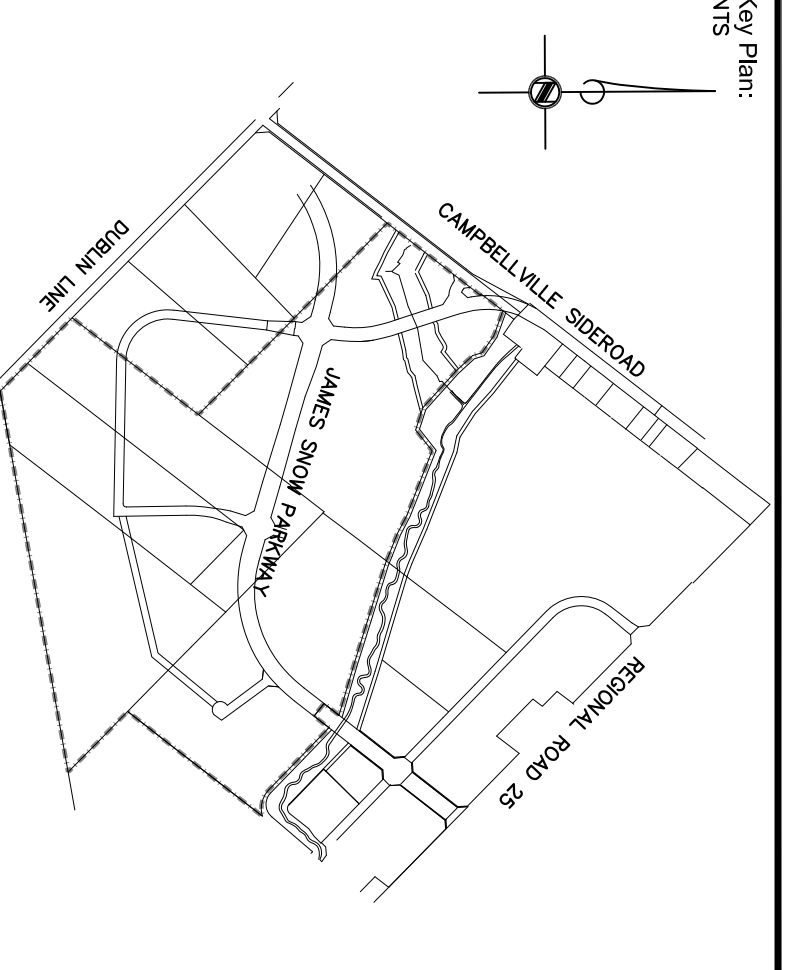 Key Plan:
NTS
CAMPBELLVILLE SIDEROAD
DUBLIN LINE
JAMES SNOW PARKWAY
REGIONAL ROAD 25